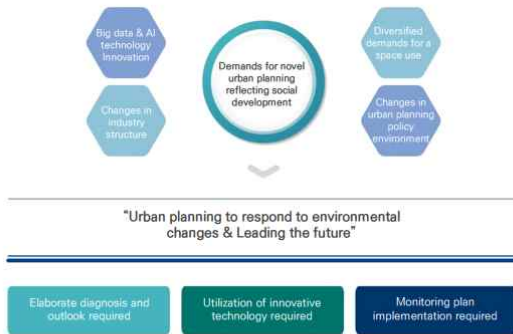 Big data & AI
technology
Innovation
Changes in
industry
structure
Demands for novel
urban planning
reflecting social
development
Diversified
demands for a
space use
Changes in
urban planning
policy
environment
"Urban planning to respond to environmental
changes & Leading the future"
Elaborate diagnosis and
outlook required
Utilization of innovative
technology required
Monitoring plan
implementation required